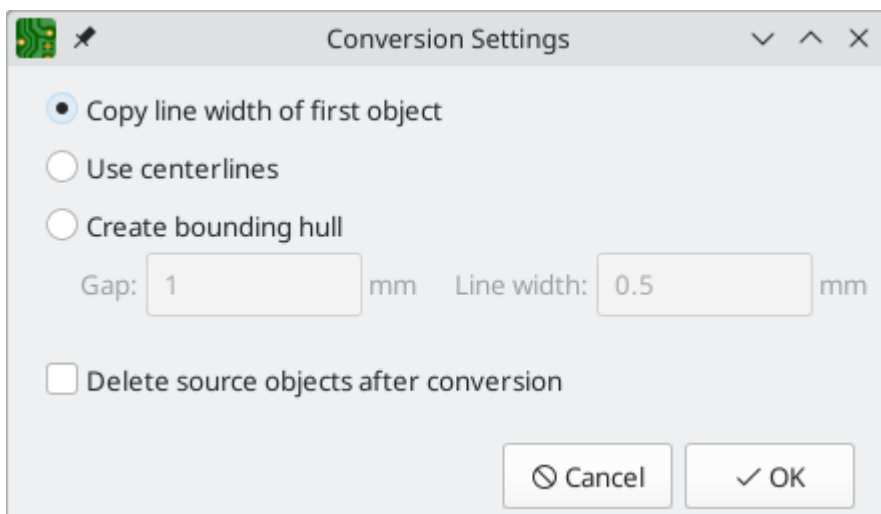 Conversion Settings
Copy line width of first object
Use centerlines
Create bounding hull
Gap: 1 mm Line width: 0.5 mm
Delete source objects after conversion
Cancel OK